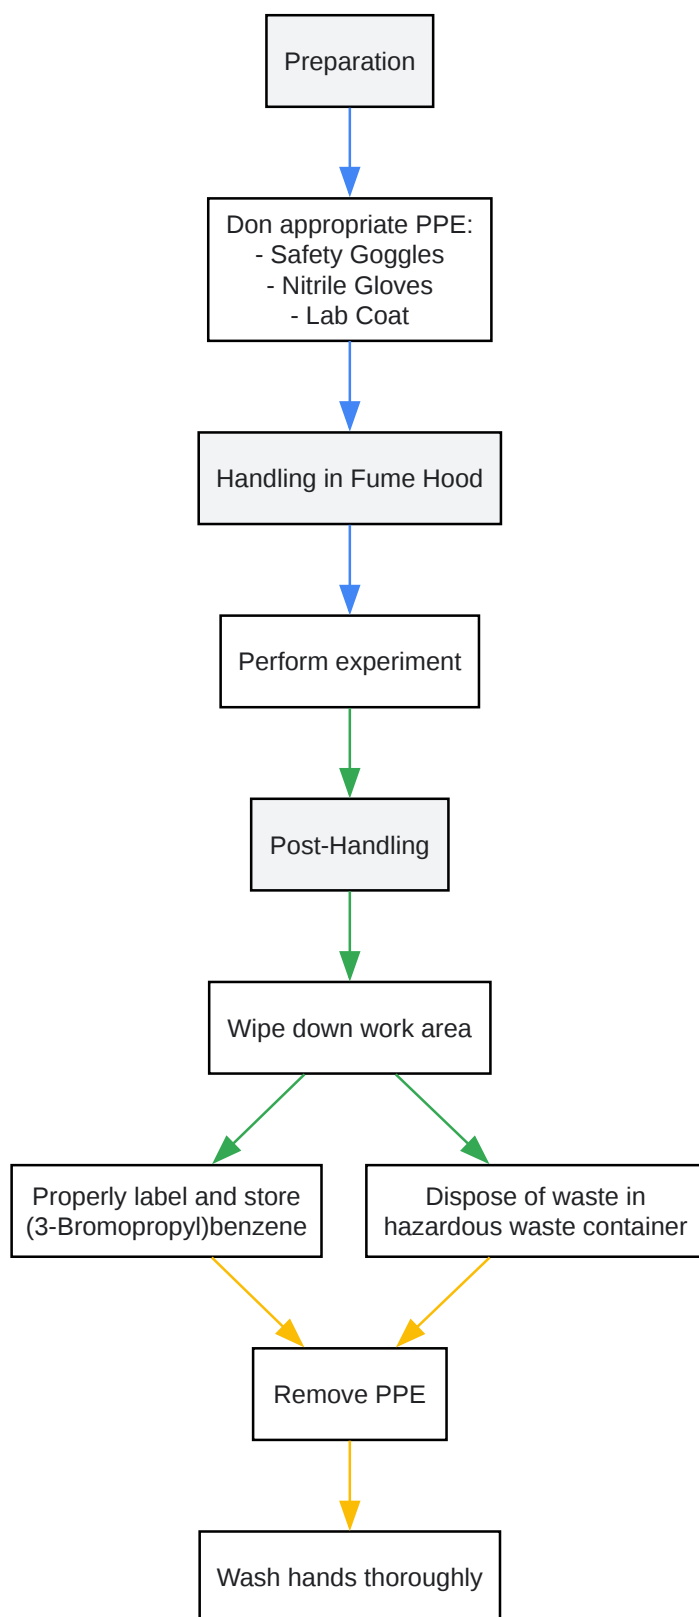 Preparation
Don appropriate PPE:
- Safety Goggles
- Nitrile Gloves
- Lab Coat
Handling in Fume Hood
Perform experiment
Post-Handling
Wipe down work area
Properly label and store
(3-Bromopropyl)benzene
Dispose of waste in
hazardous waste container
Remove PPE
Wash hands thoroughly